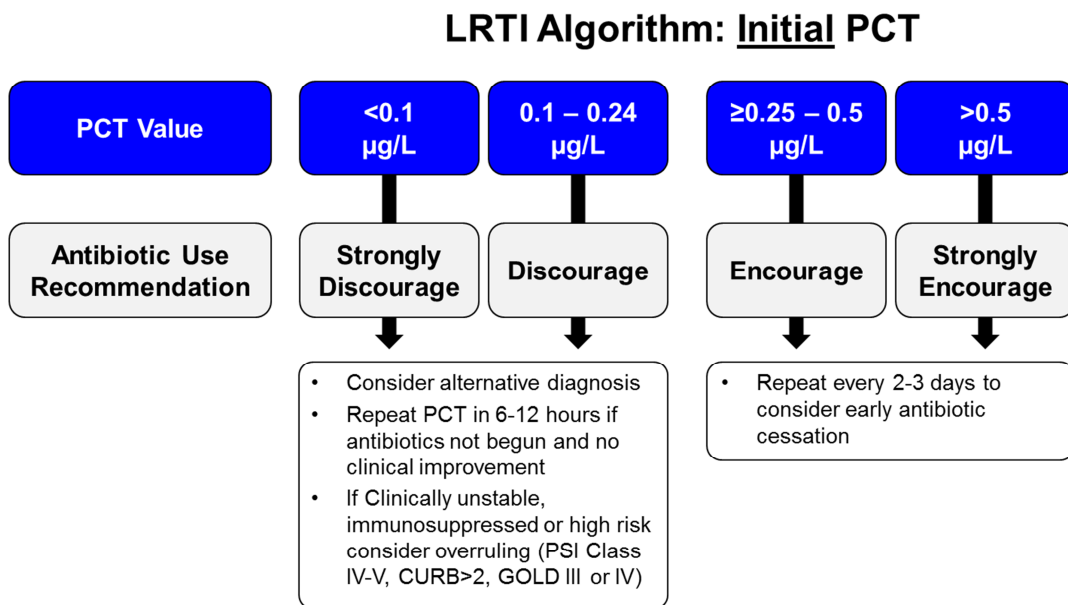 LRTI Algorithm: Initial PCT
PCT Value
<0.1
µg/L
0.1 – 0.24
µg/L
≥0.25 – 0.5
µg/L
>0.5
µg/L
Antibiotic Use
Recommendation
Strongly
Discourage
Discourage
Encourage
Strongly
Encourage
• Consider alternative diagnosis
• Repeat PCT in 6-12 hours if
antibiotics not begun and no
clinical improvement
• If Clinically unstable,
immunosuppressed or high risk
consider overruling (PSI Class
IV-V, CURB>2, GOLD III or IV)
• Repeat every 2-3 days to
consider early antibiotic
cessation